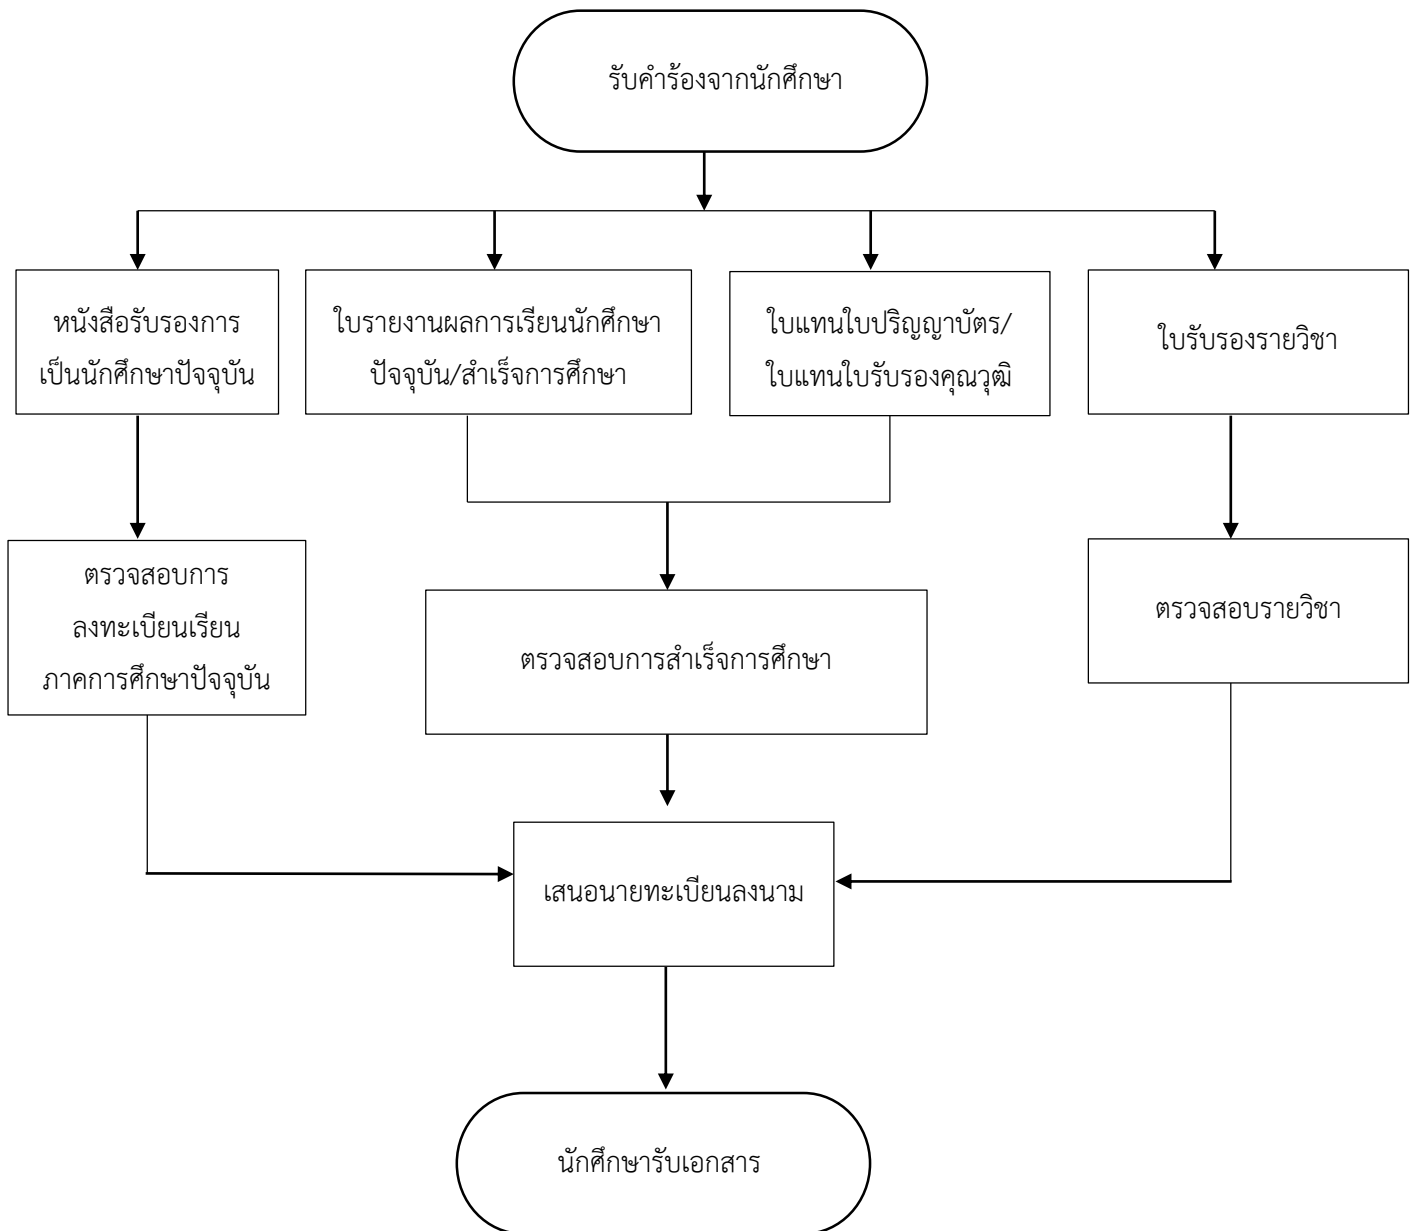 รับคำร้องจากนักศึกษา
หนังสือรับรองการ
เป็นนักศึกษาปัจจุบัน
ใบรายงานผลการเรียนนักศึกษา
ปัจจุบัน/สำเร็จการศึกษา
ใบแทนใบปริญญาบัตร/
ใบแทนใบรับรองคุณวุฒิ
ใบรับรองรายวิชา
ตรวจสอบการ
ลงทะเบียนเรียน
ภาคการศึกษาปัจจุบัน
ตรวจสอบการสำเร็จการศึกษา
ตรวจสอบรายวิชา
เสนอนายทะเบียนลงนาม
นักศึกษารับเอกสาร